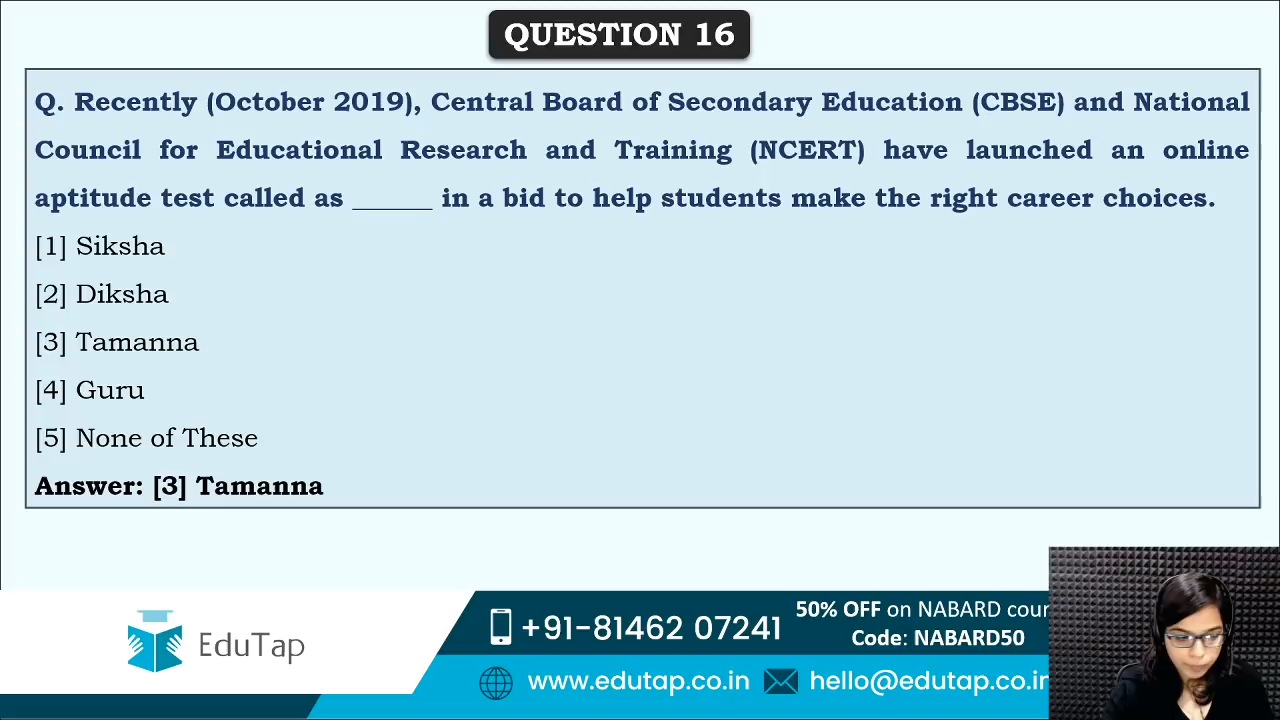 QUESTION 16
Q. Recently (October 2019), Central Board of Secondary Education (CBSE) and National
Council for Educational Research and Training (NCERT) have launched an online
aptitude test called as ______ in a bid to help students make the right career choices.
[1] Siksha
[2] Diksha
[3] Tamanna
[4] Guru
[5] None of These
Answer: [3] Tamanna
EduTap
+91-81462 07241
50% OFF on NABARD cour
Code: NABARD50
www.edutap.co.in
hello@edutap.co.in